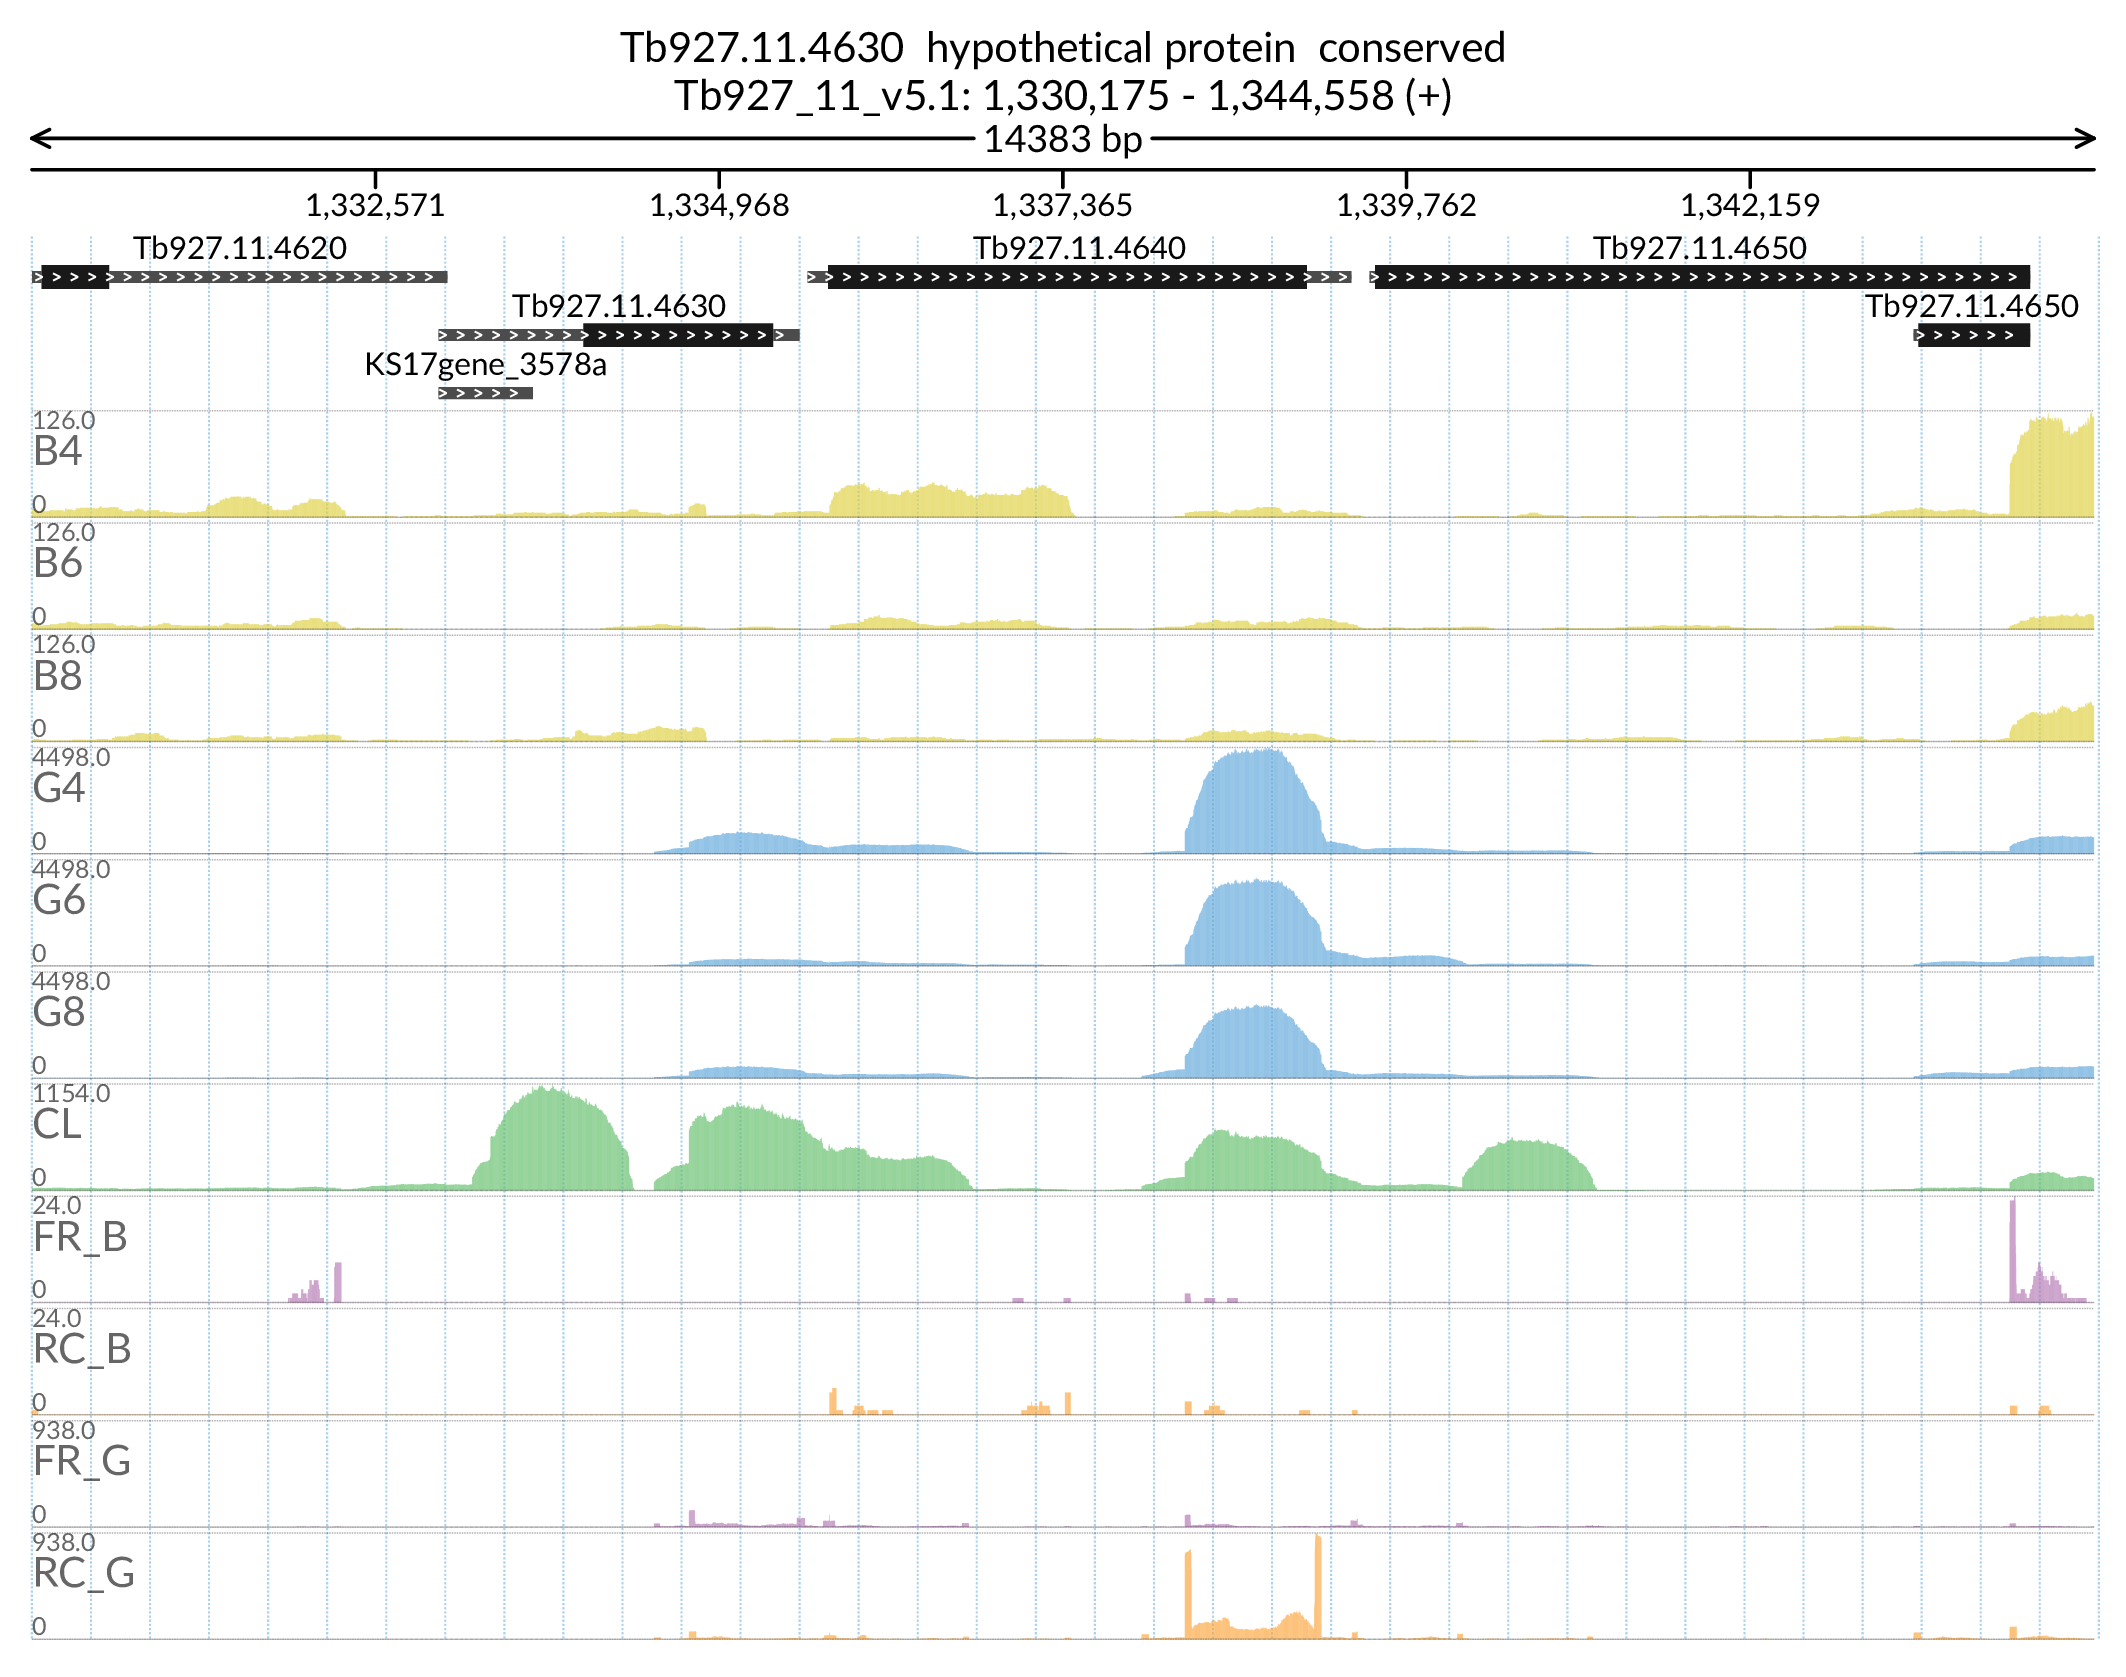 Tb927.11.4630  hypothetical protein  conserved
Tb927_11_v5.1: 1,330,175 - 1,344,558 (+)
14383 bp
1,332,571 1,334,968 1,337,365 1,339,762 1,342,159
Tb927.11.4620 Tb927.11.4640 Tb927.11.4650
Tb927.11.4630 Tb927.11.4650
KS17gene_3578a
126.0
B4
0
126.0
B6
0
126.0
B8
0
4498.0
G4
0
4498.0
G6
0
4498.0
G8
0
1154.0
CL
0
24.0
FR_B
0
24.0
RC_B
0
938.0
FR_G
0
938.0
RC_G
0